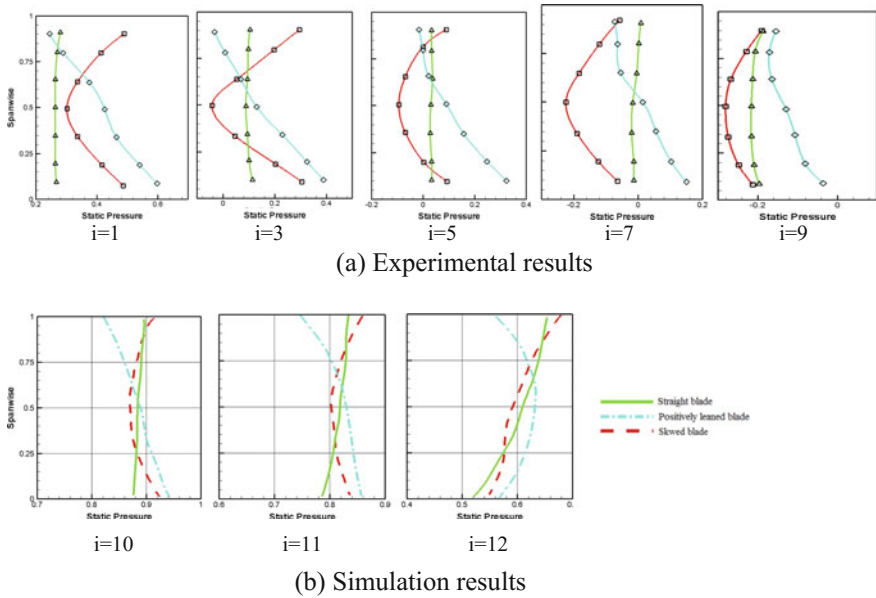 1
0.75
0.5
0.25
0
Spanwise
0.2 0.4 0.6
0 0.2 0.4
-0.2 0 0.2 0.4
-0.2 0 0.2
-0.2
Static Pressure Static Pressure Static Pressure Static Pressure Static Pressure
i=1 i=3 i=5 i=7 i=9
(a) Experimental results
1
0.75
0.5
0.25
0
Spanwise
0.7 0.8 0.9 1
0.6 0.7 0.8 0.9
0.4 0.5 0.6 0.
Static Pressure Static Pressure Static Pressure
i=10 i=11 i=12
Straight blade
Positively leaned blade
Skwed blade
(b) Simulation results